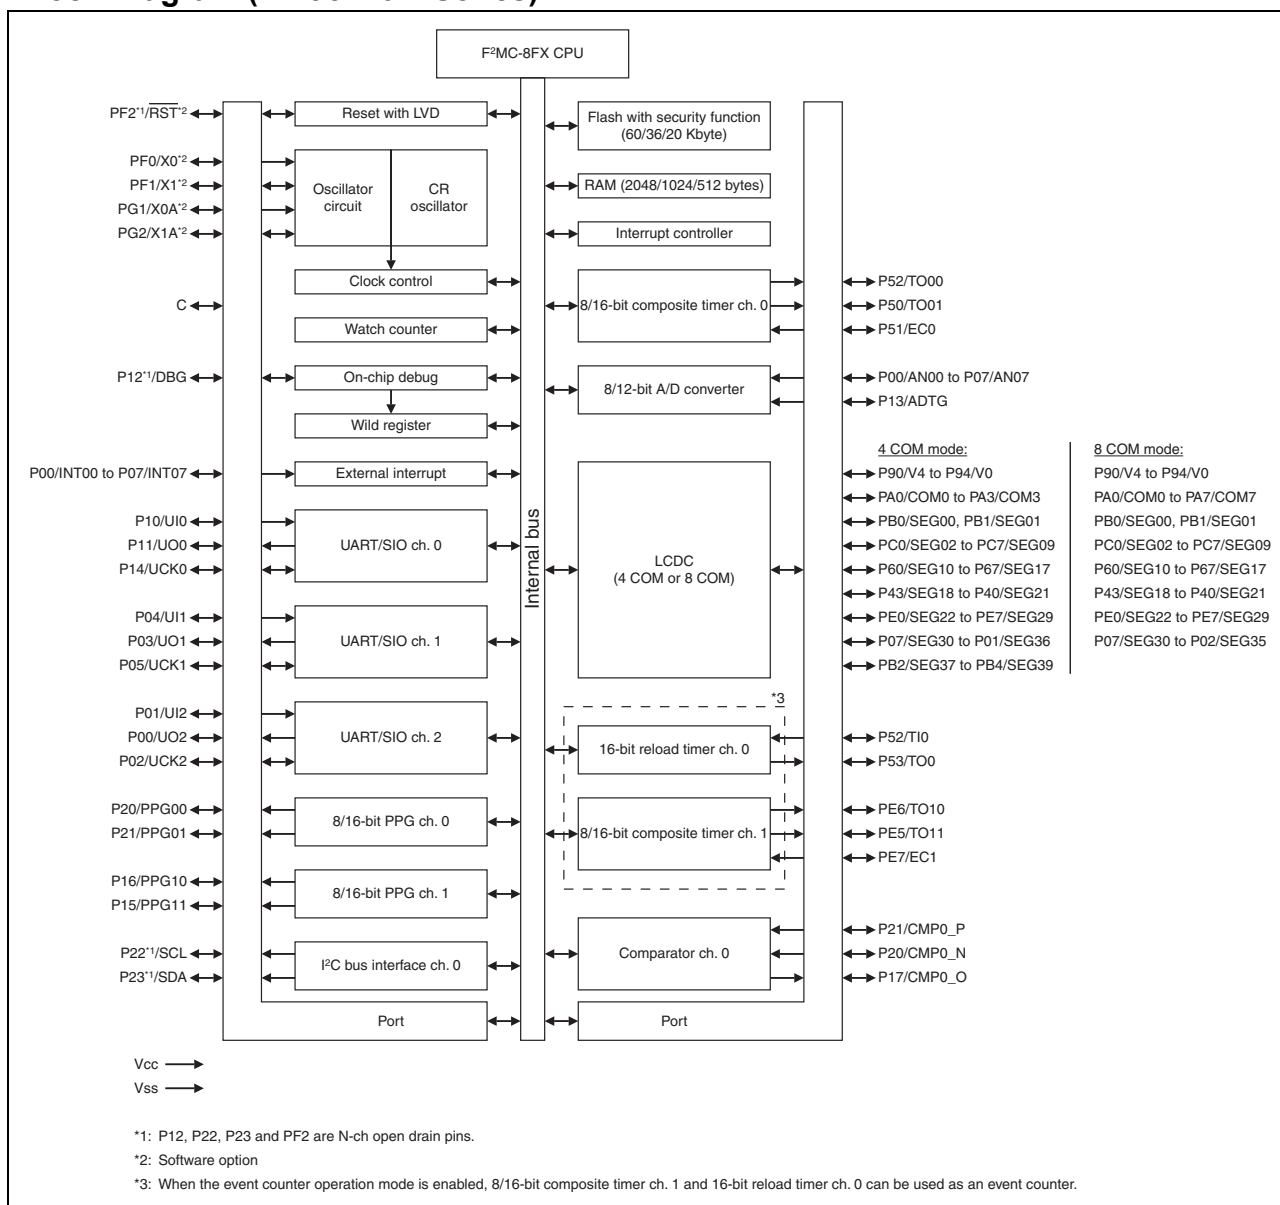 F²MC-8FX CPU
PF2*1/RST*2
Reset with LVD
Flash with security function
(60/36/20 Kbyte)
PF0/X0*2
PF1/X1*2
PG1/X0A*2
PG2/X1A*2
Oscillator
circuit
CR
oscillator
RAM (2048/1024/512 bytes)
Interrupt controller
Clock control
C
Watch counter
8/16-bit composite timer ch. 0
P52/TO00
P50/TO01
P51/EC0
P12*1/DBG
On-chip debug
Wild register
8/12-bit A/D converter
P00/AN00 to P07/AN07
P13/ADTG
P00/INT00 to P07/INT07
External interrupt
P10/UI0
P11/UO0
P14/UCK0
UART/SIO ch. 0
P04/UI1
P03/UO1
P05/UCK1
UART/SIO ch. 1
Internal bus
LCDC
(4 COM or 8 COM)
4 COM mode:
P90/V4 to P94/V0
PA0/COM0 to PA3/COM3
PB0/SEG00, PB1/SEG01
PC0/SEG02 to PC7/SEG09
P60/SEG10 to P67/SEG17
P43/SEG18 to P40/SEG21
PE0/SEG22 to PE7/SEG29
P07/SEG30 to P01/SEG36
PB2/SEG37 to PB4/SEG39
8 COM mode:
P90/V4 to P94/V0
PA0/COM0 to PA7/COM7
PB0/SEG00, PB1/SEG01
PC0/SEG02 to PC7/SEG09
P60/SEG10 to P67/SEG17
P43/SEG18 to P40/SEG21
PE0/SEG22 to PE7/SEG29
P07/SEG30 to P02/SEG35
P01/UI2
P00/UO2
P02/UCK2
UART/SIO ch. 2
*3
16-bit reload timer ch. 0
P52/TI0
P53/TO0
P20/PPG00
P21/PPG01
8/16-bit PPG ch. 0
8/16-bit composite timer ch. 1
PE6/TO10
PE5/TO11
PE7/EC1
P16/PPG10
P15/PPG11
8/16-bit PPG ch. 1
P22*1/SCL
P23*1/SDA
I²C bus interface ch. 0
Comparator ch. 0
P21/CMP0_P
P20/CMP0_N
P17/CMP0_O
Port
Port
Vcc
Vss
*1: P12, P22, P23 and PF2 are N-ch open drain pins.
*2: Software option
*3: When the event counter operation mode is enabled, 8/16-bit composite timer ch. 1 and 16-bit reload timer ch. 0 can be used as an event counter.